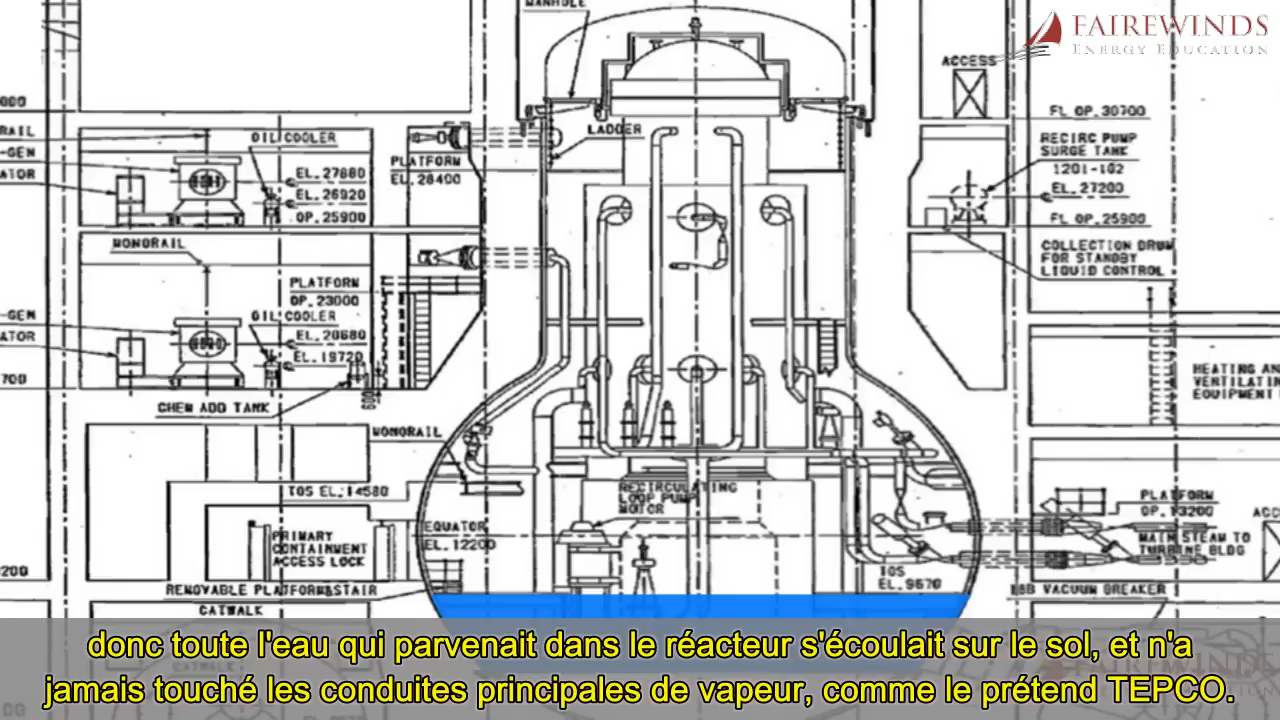 MANHOLE
FAIREWINDS
ENERGY EDUCATION
ACCESS
FL OP.30700
RAIL
OIL COOLER
LADDER
RECIRC PUMP
SURGE TANK
1201-102
-GEN
PLATFORM
EL.28400
ATOR
EL.27880
EL.26920
OP.25900
EL.27200
FL OP.25900
MONORAIL
COLLECTION DRUM
FOR STANDBY
LIQUID CONTROL
PLATFORM
OP.23000
-GEN
OIL COOLER
ATOR
EL.20680
EL.19720
700
600
HEATING AN
VENTILATIN
EQUIPMENT
CHEM ADD TANK
MONORAIL
TOS EL.14580
RECIRCULATING
LOOP PUMP
MOTOR
PLATFORM
OP.13200
ACC
EQUATOR
EL.12200
PRIMARY
CONTAINMENT
ACCESS LOCK
MAIN STEAM TO
TURBINE BLDG
TOS
EL.9670
REMOVABLE PLATFORM&STAIR
VACUUM BREAKER
CATWALK
donc toute l'eau qui parvenait dans le réacteur s'écoulait sur le sol, et n'a
jamais touché les conduites principales de vapeur, comme le prétend TEPCO.